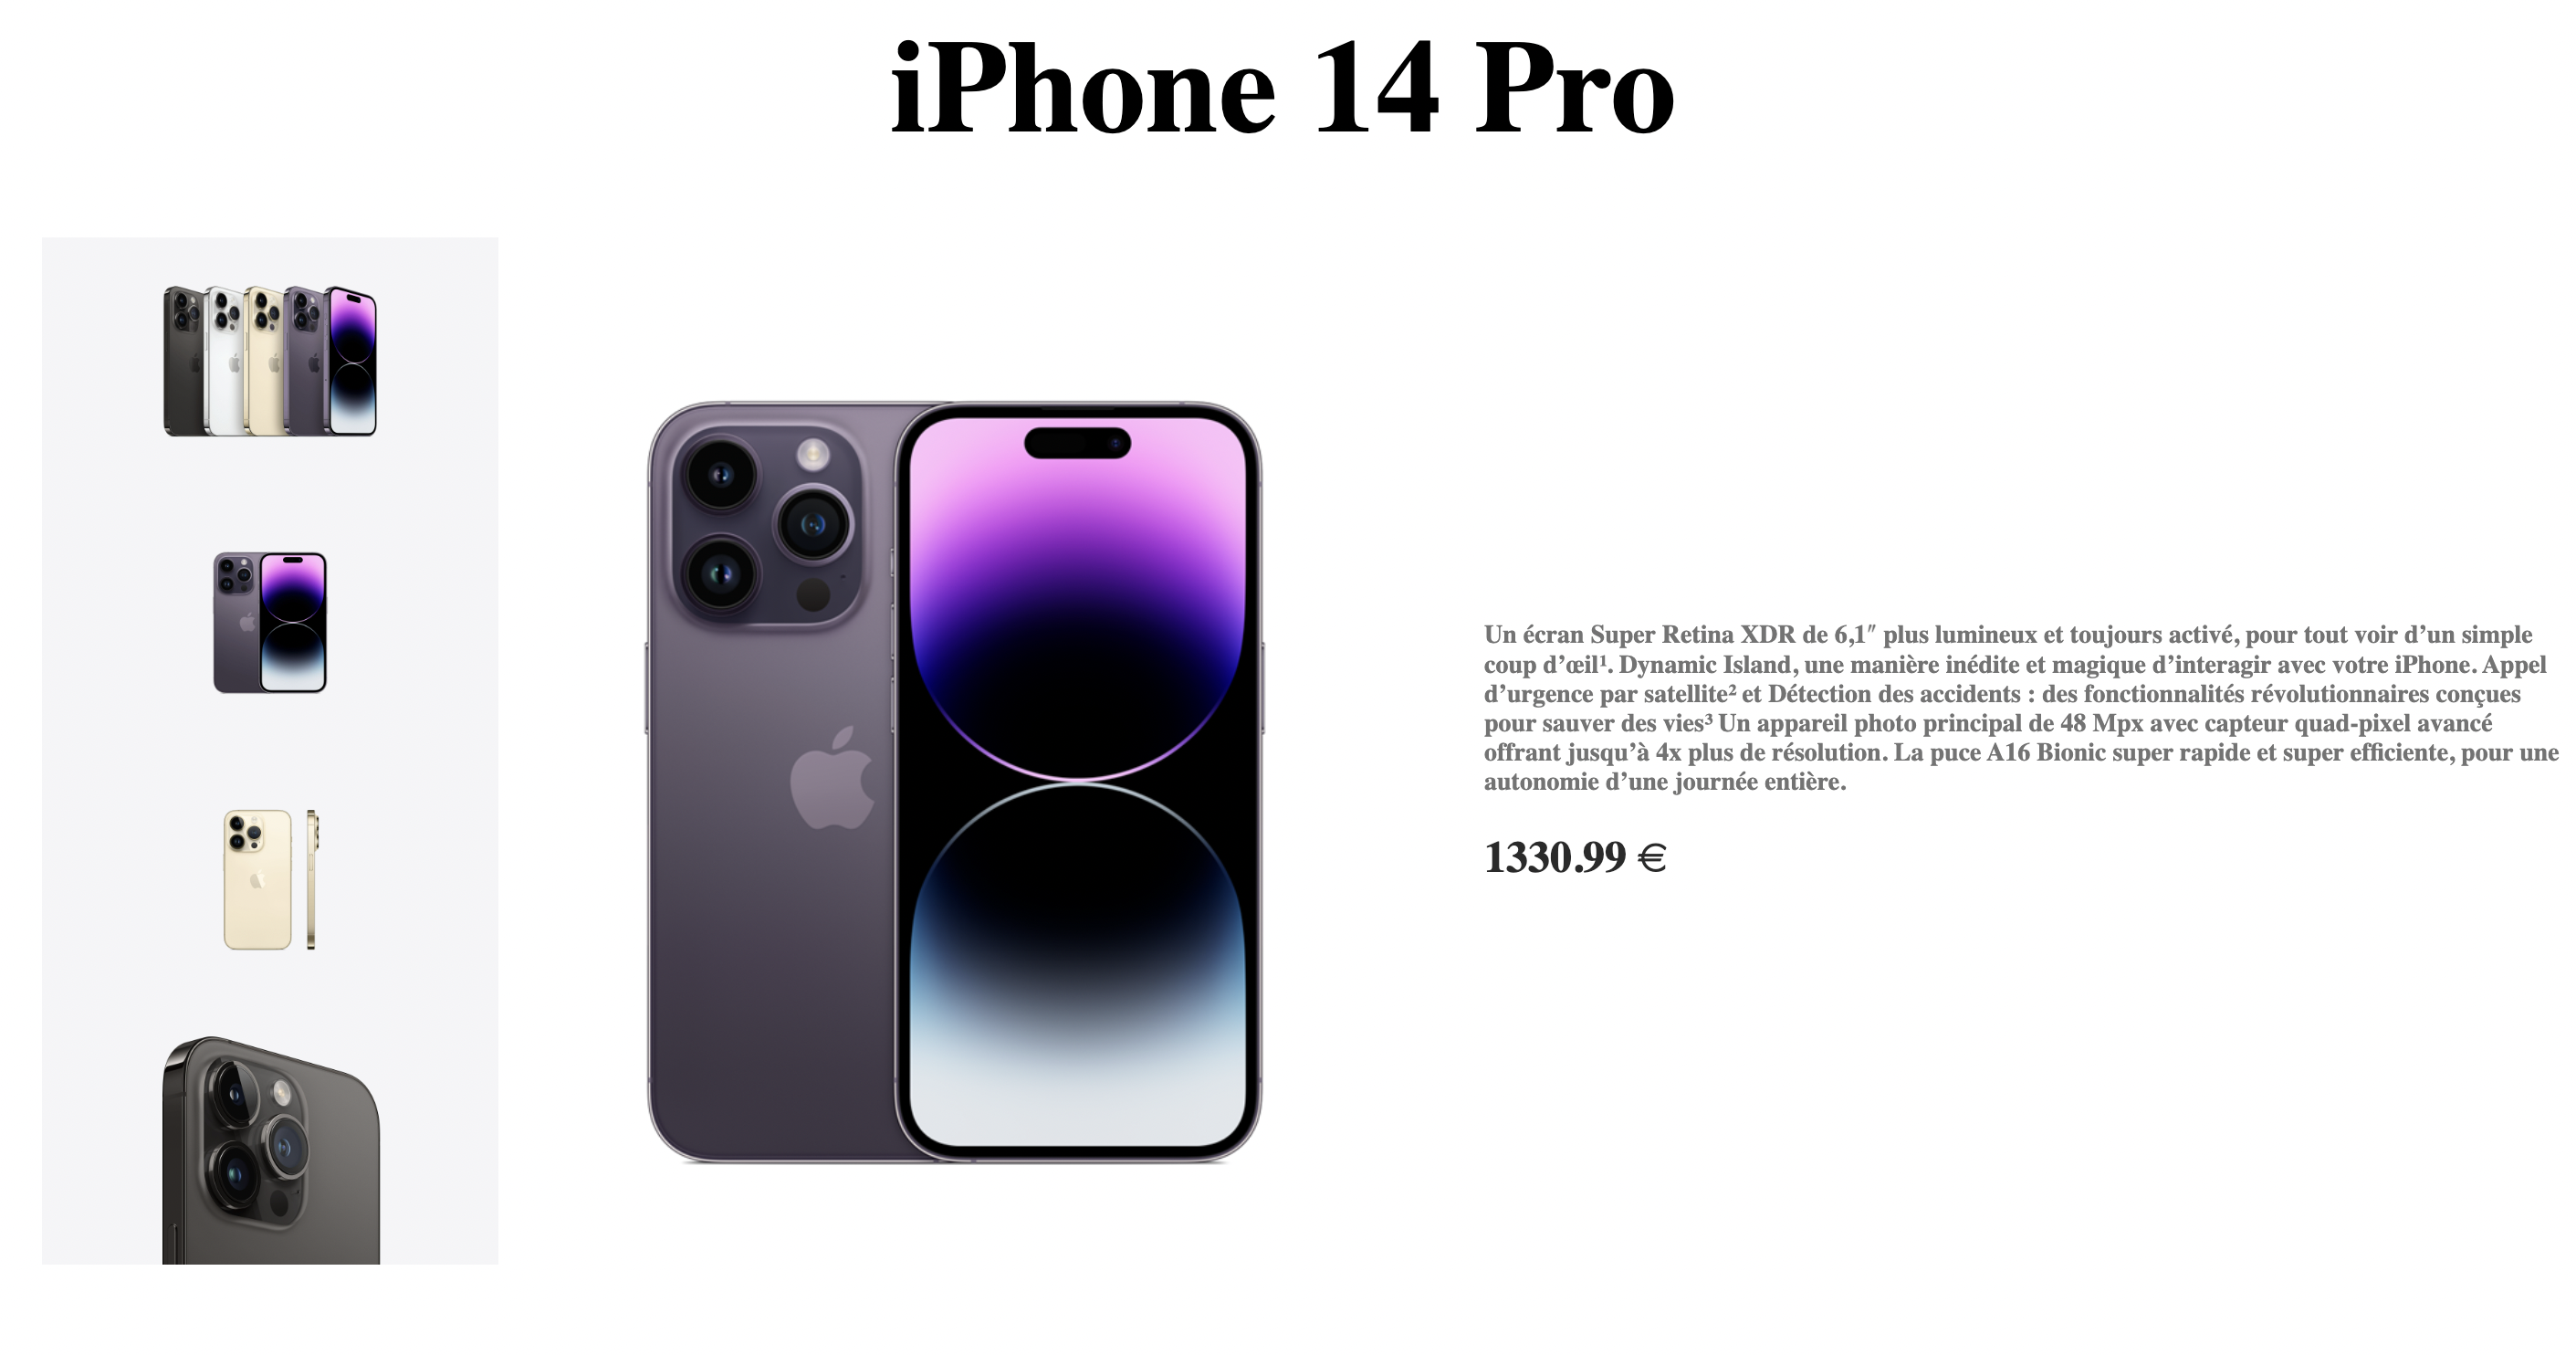 iPhone 14 Pro
Un écran Super Retina XDR de 6,1″ plus lumineux et toujours activé, pour tout voir d’un simple
coup d’œil¹. Dynamic Island, une manière inédite et magique d’interagir avec votre iPhone. Appel
d’urgence par satellite² et Détection des accidents : des fonctionnalités révolutionnaires conçues
pour sauver des vies³ Un appareil photo principal de 48 Mpx avec capteur quad-pixel avancé
offrant jusqu’à 4x plus de résolution. La puce A16 Bionic super rapide et super efficiente, pour une
autonomie d’une journée entière.
1330.99 €